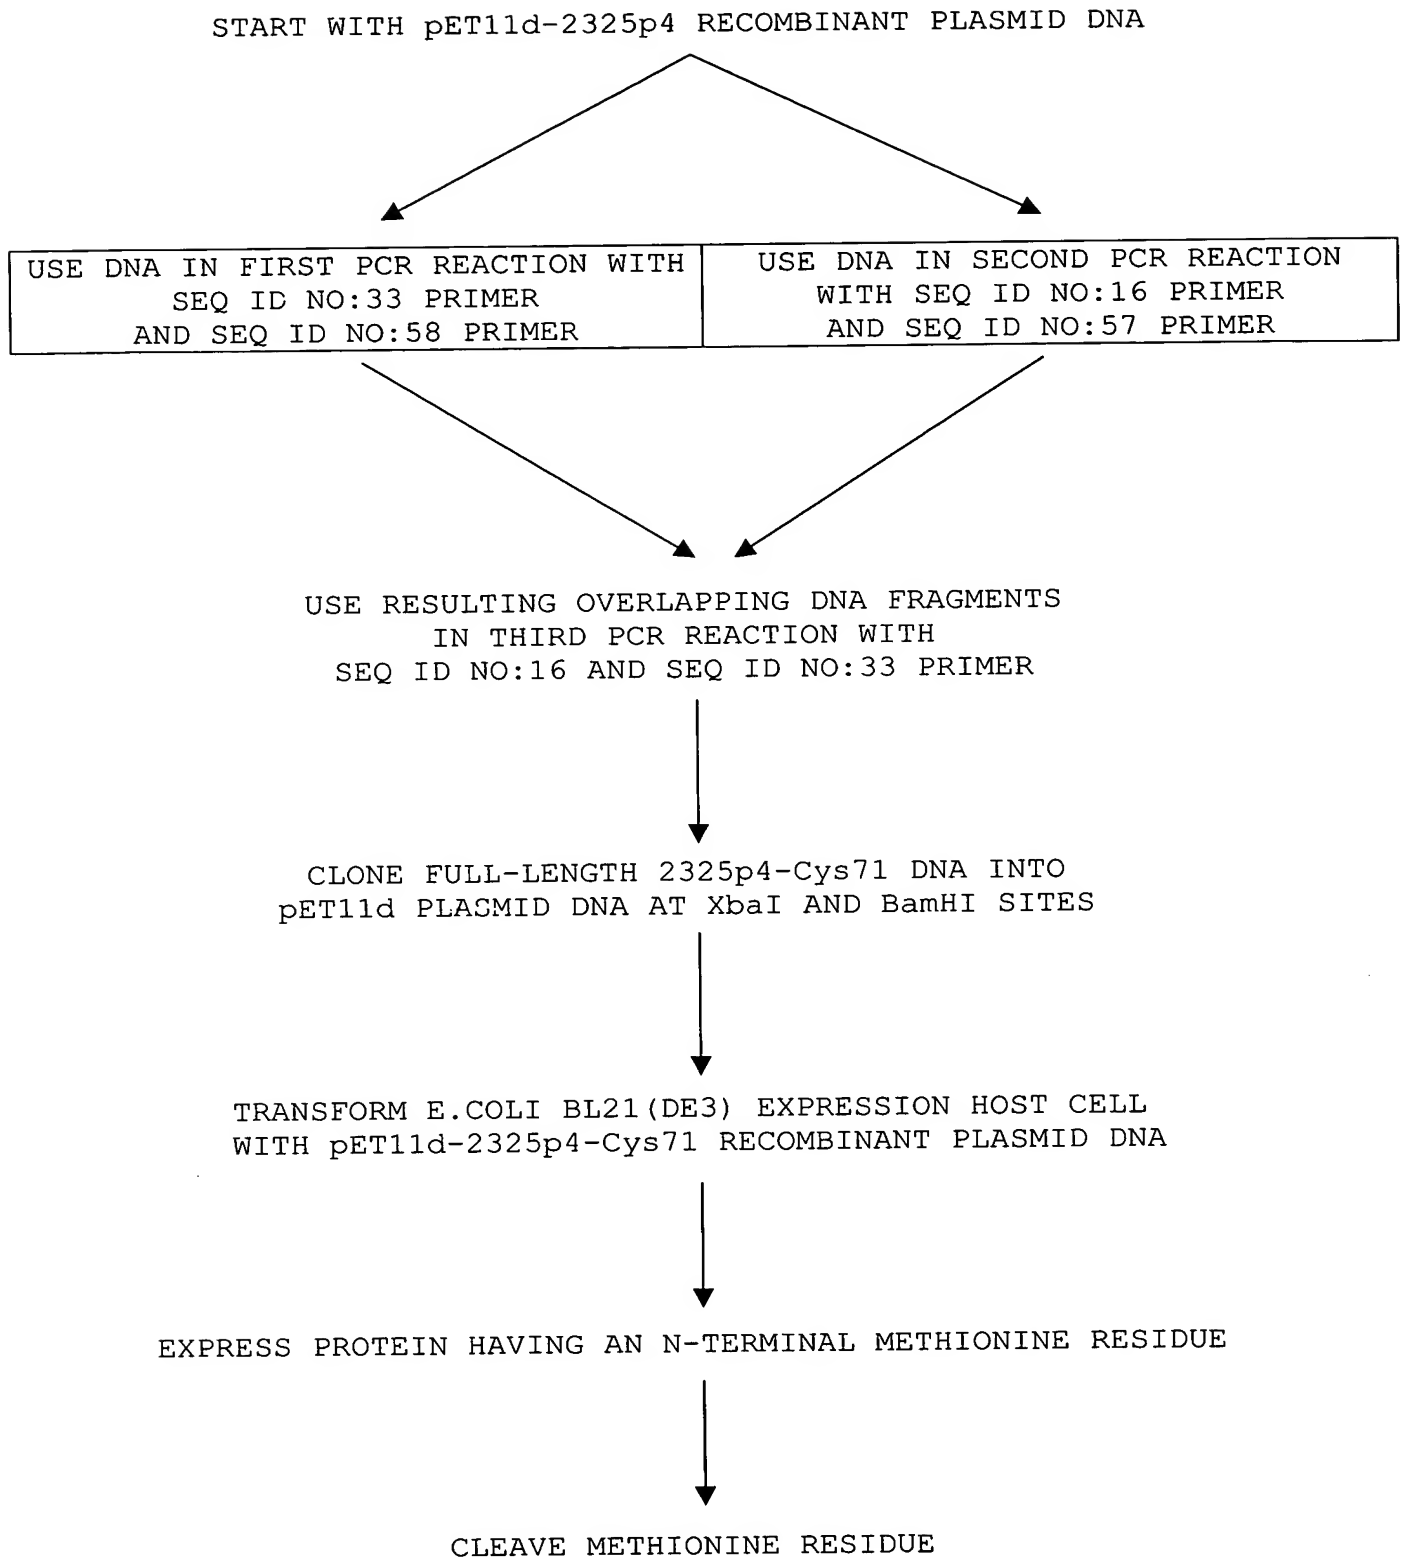 START WITH pET11d-2325p4 RECOMBINANT PLASMID DNA
USE DNA IN FIRST PCR REACTION WITH
SEQ ID NO:33 PRIMER
AND SEQ ID NO:58 PRIMER
USE DNA IN SECOND PCR REACTION
WITH SEQ ID NO:16 PRIMER
AND SEQ ID NO:57 PRIMER
USE RESULTING OVERLAPPING DNA FRAGMENTS
IN THIRD PCR REACTION WITH
SEQ ID NO:16 AND SEQ ID NO:33 PRIMER
CLONE FULL-LENGTH 2325p4-Cys71 DNA INTO
pET11d PLASMID DNA AT XbaI AND BamHI SITES
TRANSFORM E.COLI BL21(DE3) EXPRESSION HOST CELL
WITH pET11d-2325p4-Cys71 RECOMBINANT PLASMID DNA
EXPRESS PROTEIN HAVING AN N-TERMINAL METHIONINE RESIDUE
CLEAVE METHIONINE RESIDUE